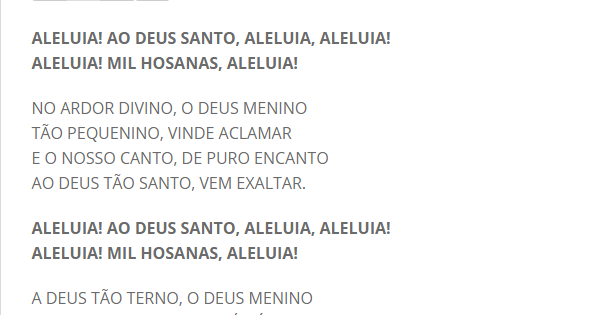 ALELUIA! AO DEUS SANTO, ALELUIA, ALELUIA!
ALELUIA! MIL HOSANAS, ALELUIA!
NO ARDOR DIVINO, O DEUS MENINO
TÃO PEQUENINO, VINDE ACLAMAR
E O NOSSO CANTO, DE PURO ENCANTO
AO DEUS TÃO SANTO, VEM EXALTAR.
ALELUIA! AO DEUS SANTO, ALELUIA, ALELUIA!
ALELUIA! MIL HOSANAS, ALELUIA!
A DEUS TÃO TERNO, O DEUS MENINO